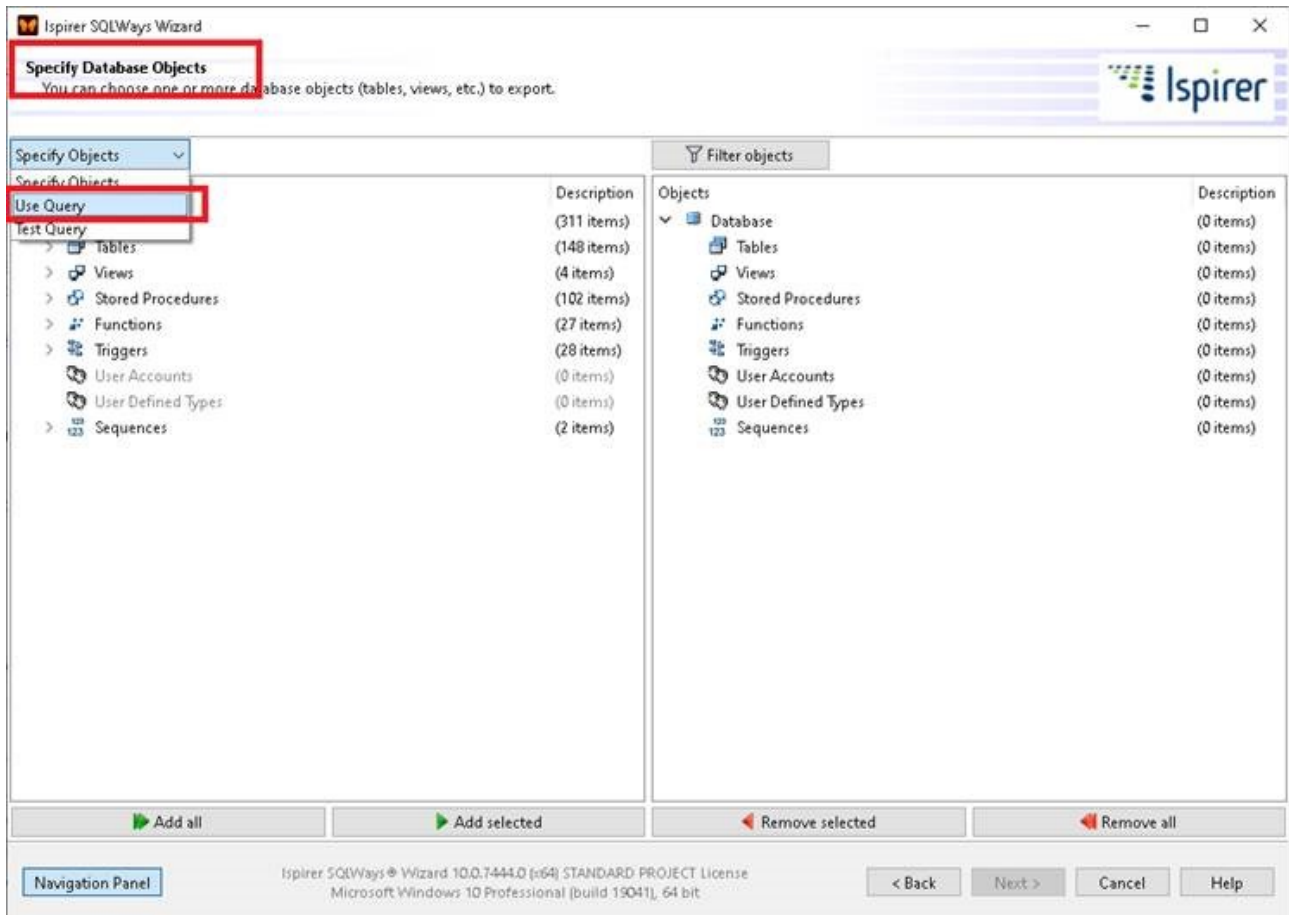 Ispirer SQLWays Wizard
Specify Database Objects
You can choose one or more database objects (tables, views, etc.) to export.
Ispirer
Specify Objects
Filter objects
Specify Objects
Use Query
Test Query
Description
Objects Description
(311 items)
Database (0 items)
Tables (148 items)
Tables (0 items)
Views (4 items)
Views (0 items)
Stored Procedures (102 items)
Stored Procedures (0 items)
Functions (27 items)
Functions (0 items)
Triggers (28 items)
Triggers (0 items)
User Accounts (0 items)
User Accounts (0 items)
User Defined Types (0 items)
User Defined Types (0 items)
123 Sequences (2 items)
123 Sequences (0 items)
Add all
Add selected
Remove selected
Remove all
Navigation Panel
Ispirer SQLWays® Wizard 10.0.7444.0 (x64) STANDARD PROJECT License
Microsoft Windows 10 Professional (build 19041), 64 bit
< Back
Next >
Cancel
Help